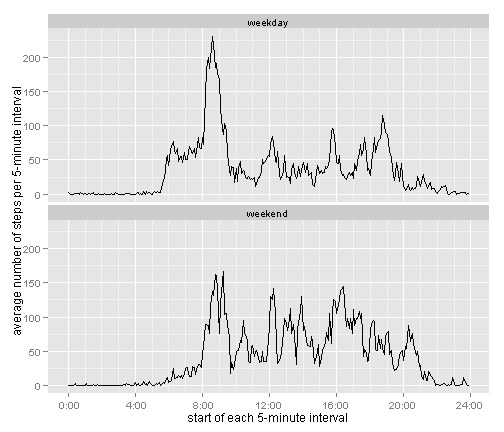 weekday
200
150
100
50
0
weekend
200
150
100
50
0
average number of steps per 5-minute interval
0:00 4:00 8:00 12:00 16:00 20:00 24:00
start of each 5-minute interval